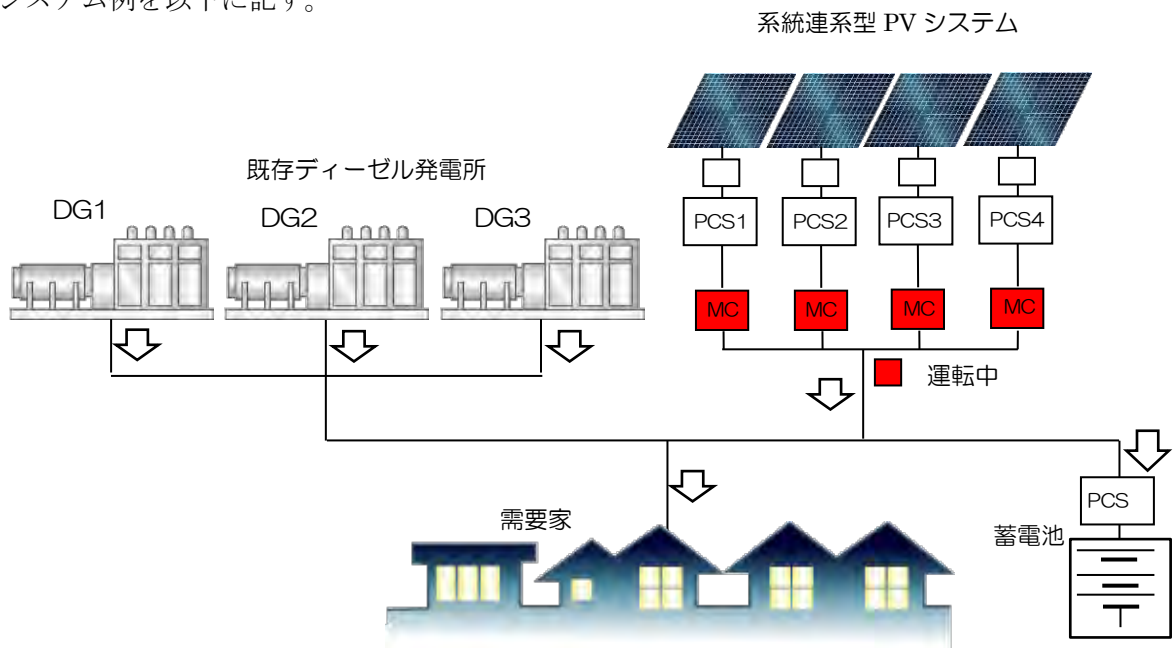 システム例を以下に記す。
系統連系型 PV システム
既存ディーゼル発電所
DG1
DG2
DG3
PCS1
PCS2
PCS3
PCS4
MC
MC
MC
MC
運転中
需要家
PCS
蓄電池